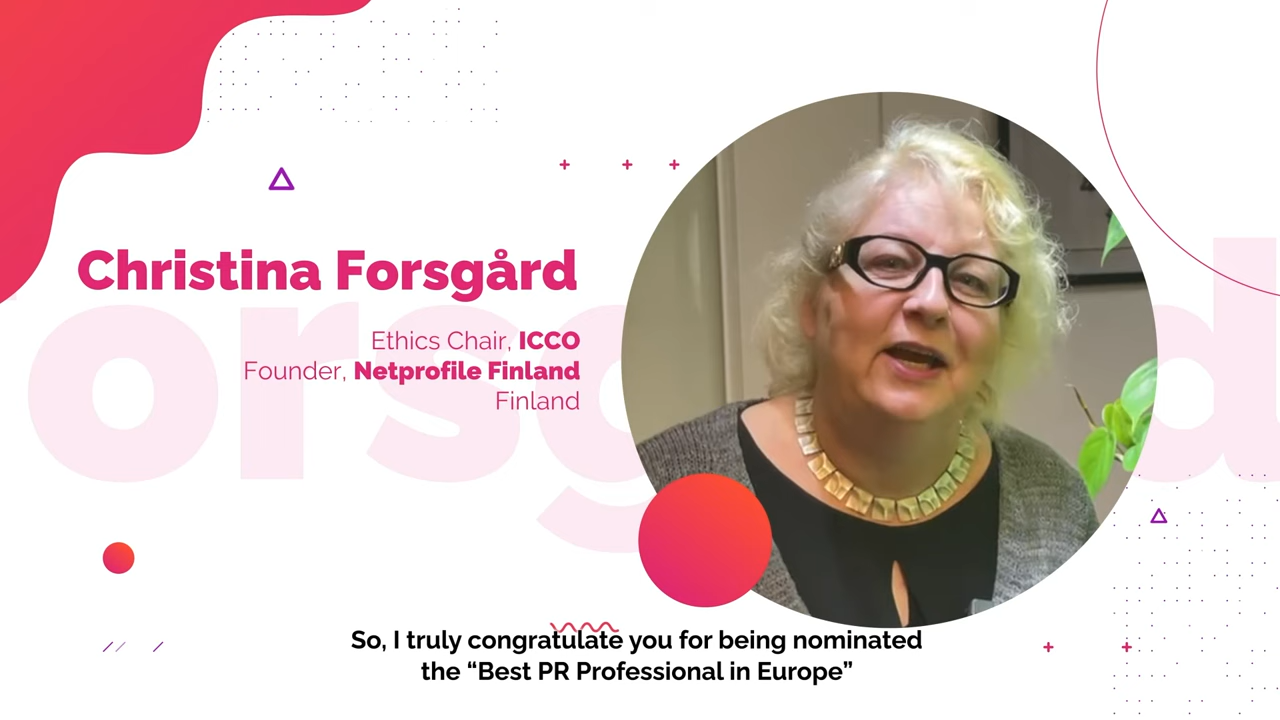 Christina Forsgård
Ethics Chair, ICCO
Founder, Netprofile Finland
Finland
orsg d
So, I truly congratulate you for being nominated
the “Best PR Professional in Europe”